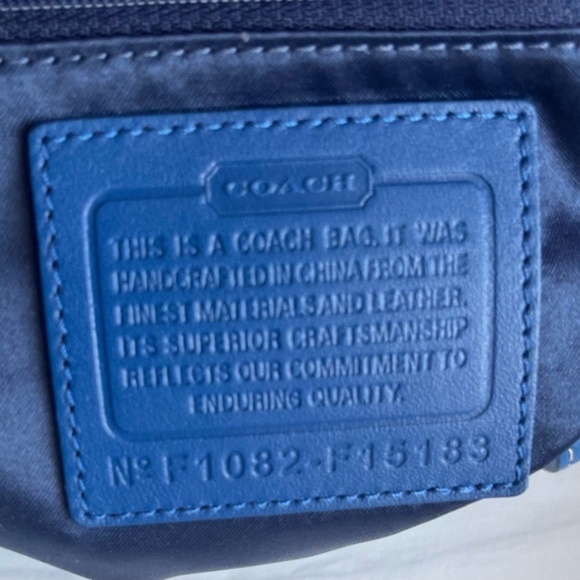 COACH
THIS IS A COACH BAG. IT WAS
HANDCRAFTED IN CHINA FROM THE
FINEST MATERIALS AND LEATHER.
ITS SUPERIOR CRAFTSMANSHIP
REFLECTS OUR COMMITMENT TO
ENDURING QUALITY.
Nº F1082-F15183